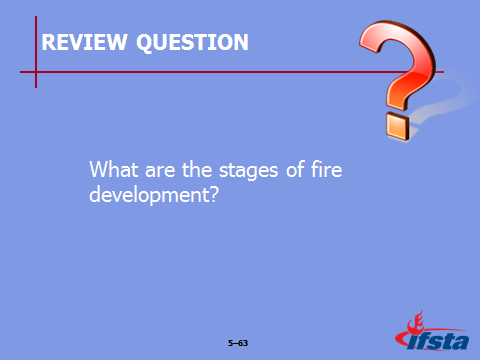 REVIEW QUESTION
What are the stages of fire
development?
5–63
ifsta